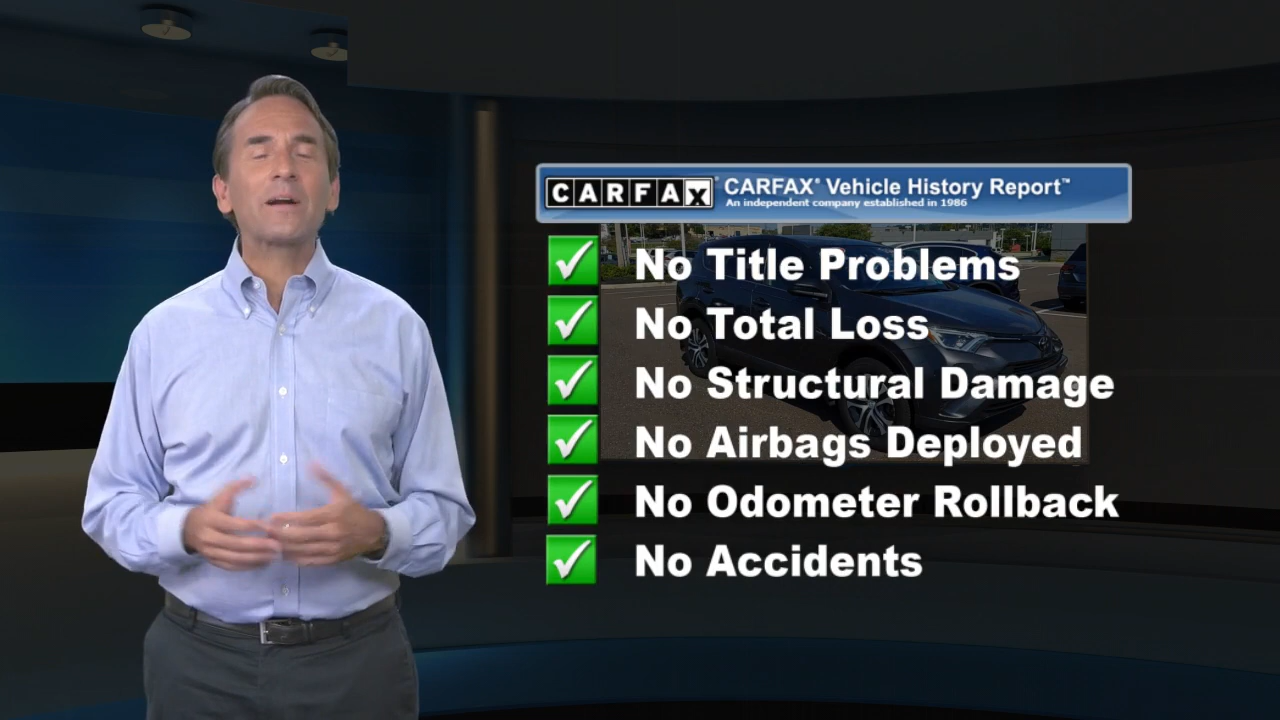 CARFAX
CARFAX® Vehicle History Report™
An independent company established in 1986
No Title Problems
No Total Loss
No Structural Damage
No Airbags Deployed
No Odometer Rollback
No Accidents